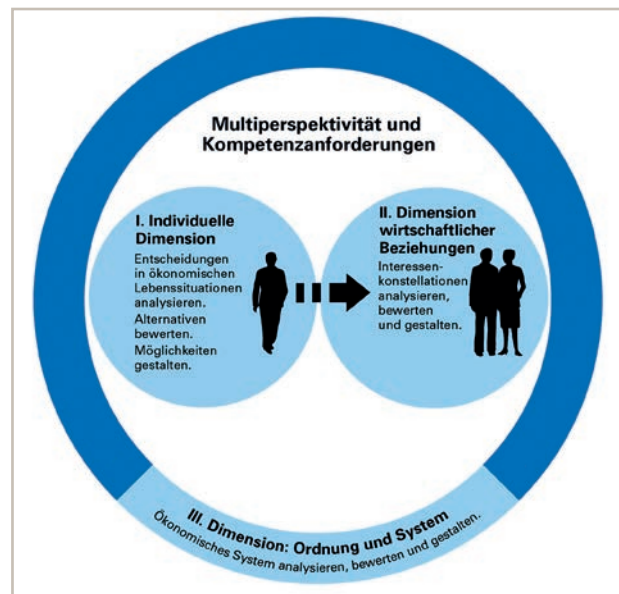 Multiperspektivität und
Kompetenzanforderungen
I. Individuelle
Dimension
Entscheidungen
in ökonomischen
Lebenssituationen
analysieren.
Alternativen
bewerten.
Möglichkeiten
gestalten.
II. Dimension
wirtschaftlicher
Beziehungen
Interessen-
konstellationen
analysieren,
bewerten
und gestalten.
III. Dimension: Ordnung und System
Ökonomisches System analysieren, bewerten und gestalten.